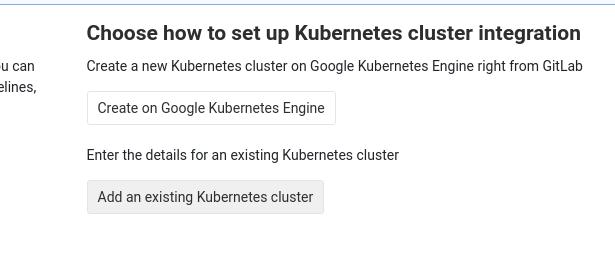 Choose how to set up Kubernetes cluster integration
Create a new Kubernetes cluster on Google Kubernetes Engine right from GitLab
can
Create on Google Kubernetes Engine
Enter the details for an existing Kubernetes cluster
Add an existing Kubernetes cluster